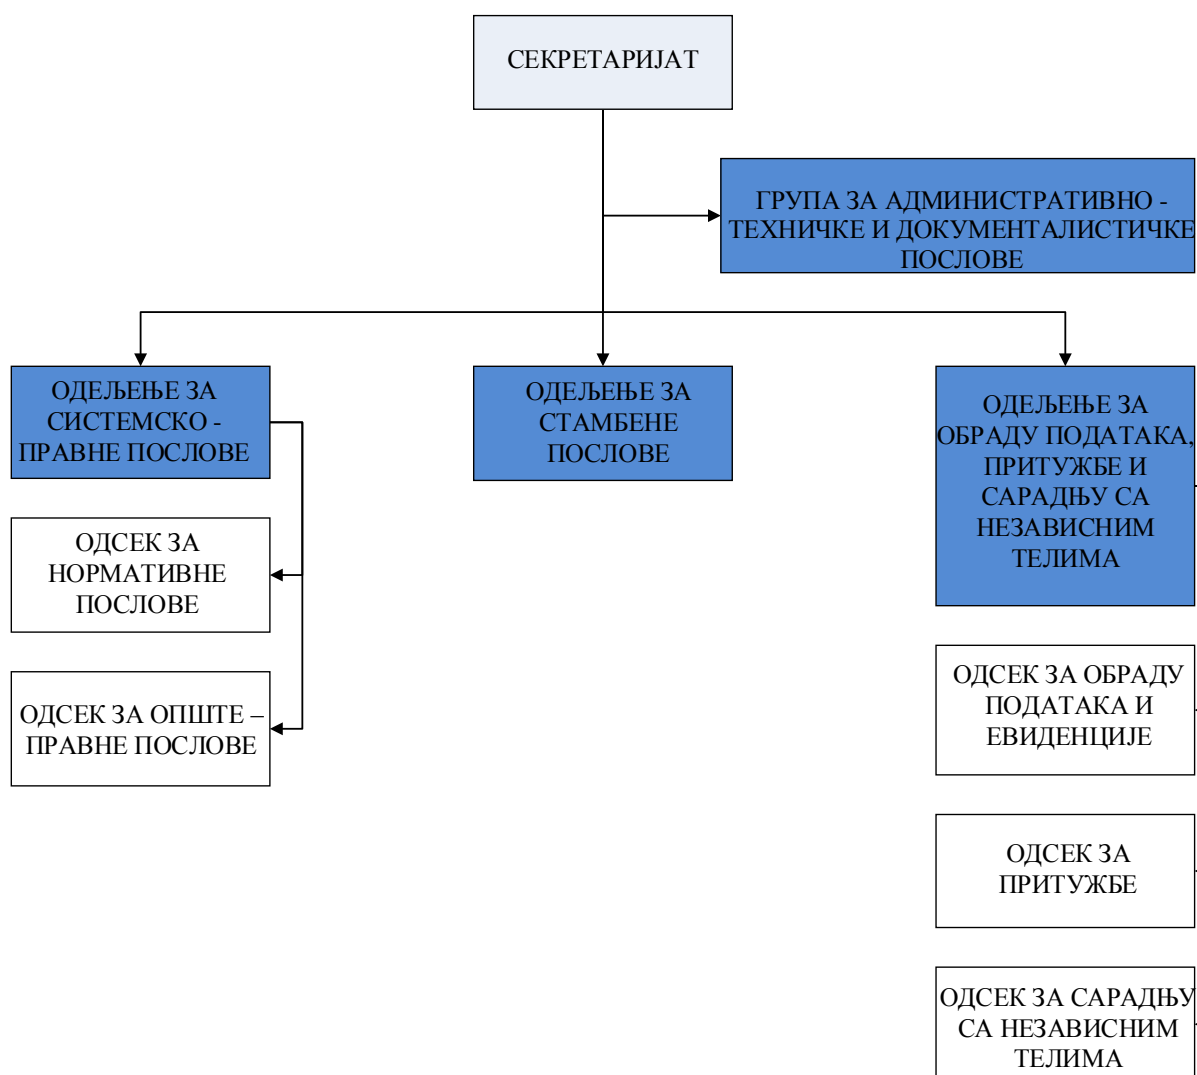 СЕКРЕТАРИЈАТ
ГРУПА ЗА АДМИНИСТРАТИВНО -
ТЕХНИЧКЕ И ДОКУМЕНТАЛИСТИЧКЕ
ПОСЛОВЕ
ОДЕЉЕЊЕ ЗА
СИСТЕМСКО -
ПРАВНЕ ПОСЛОВЕ
ОДСЕК ЗА
НОРМАТИВНЕ
ПОСЛОВЕ
ОДСЕК ЗА ОПШТЕ –
ПРАВНЕ ПОСЛОВЕ
ОДЕЉЕЊЕ ЗА
СТАМБЕНЕ
ПОСЛОВЕ
ОДЕЉЕЊЕ ЗА
ОБРАДУ ПОДАТАКА,
ПРИТУЖБЕ И
САРАДЊУ СА
НЕЗАВИСНИМ
ТЕЛИМА
ОДСЕК ЗА ОБРАДУ
ПОДАТАКА И
ЕВИДЕНЦИЈЕ
ОДСЕК ЗА
ПРИТУЖБЕ
ОДСЕК ЗА САРАДЊУ
СА НЕЗАВИСНИМ
ТЕЛИМА